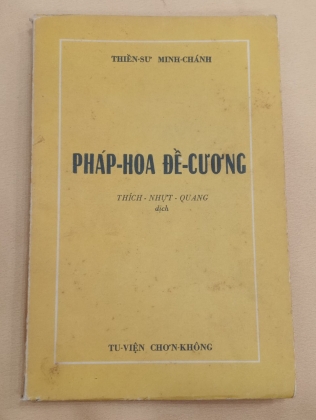 THIỀN-SƯ MINH-CHÁNH
PHÁP-HOA ĐỀ-CƯƠNG
THÍCH - NHỰT - QUANG
dịch
TU-VIỆN CHƠN-KHÔNG